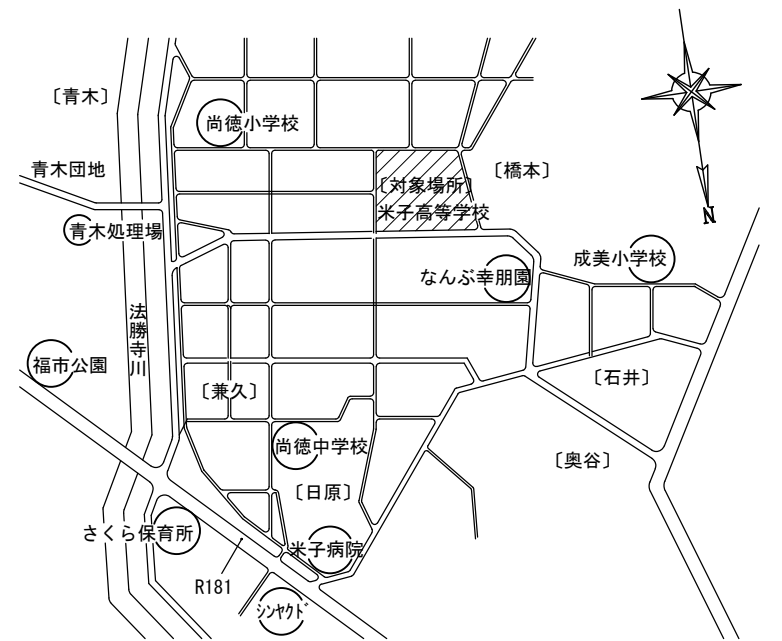 〔青木〕
尚徳小学校
青木団地
〔橋本〕
〔対象場所〕
米子高等学校
N
青木処理場
成美小学校
なんぶ幸朋園
法勝寺川
福市公園
〔兼久〕
〔石井〕
尚徳中学校
〔奥谷〕
〔日原〕
さくら保育所
米子病院
R181
シンヤクド